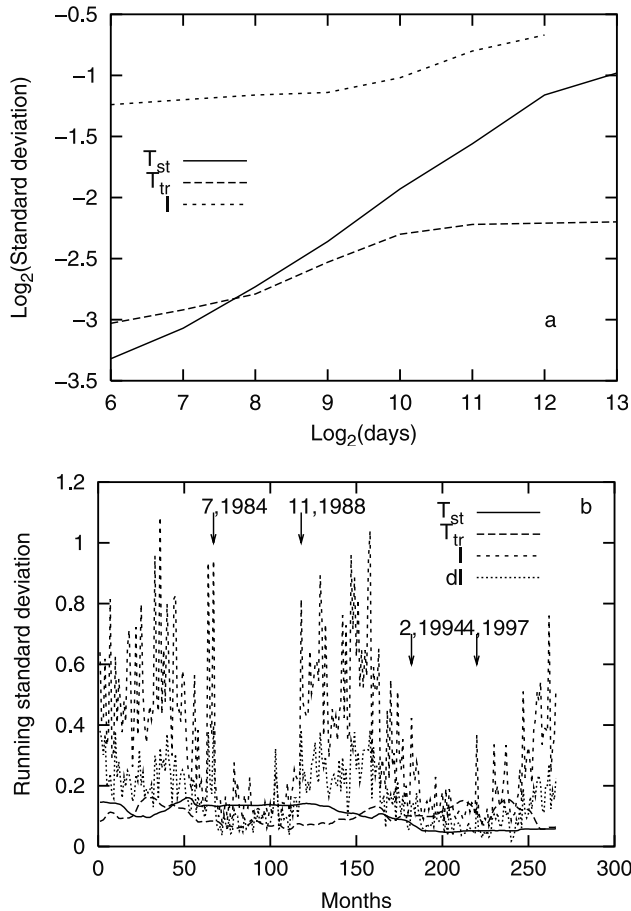 -0.5
-1
-1.5
-2
-2.5
-3
-3.5
Log2(Standard deviation)
Tst
Ttr
I
a
6 7 8 9 10 11 12 13
Log2(days)
1.2
1
0.8
0.6
0.4
0.2
0
Running standard deviation
7,1984
11,1988
2,1994
4,1997
Tst
Ttr
I
dI
b
0 50 100 150 200 250 300
Months